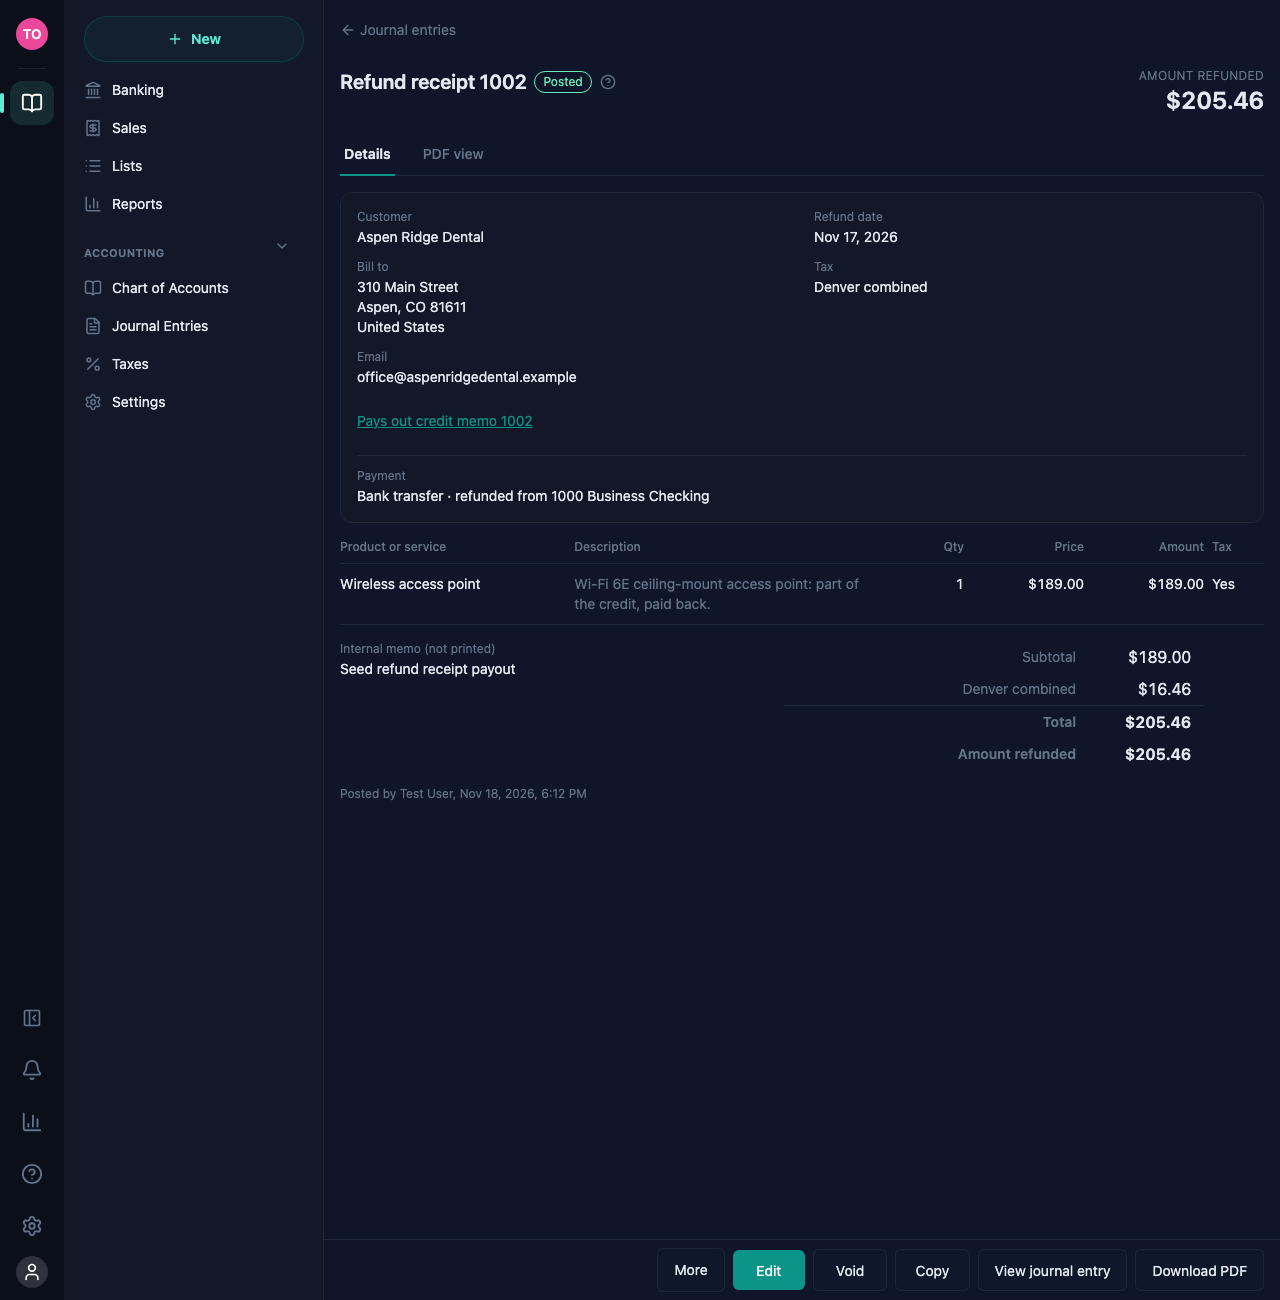 TO
New
Banking
Sales
Lists
Reports
ACCOUNTING
Chart of Accounts
Journal Entries
Taxes
Settings
Journal entries
Refund receipt 1002
Posted
AMOUNT REFUNDED
$205.46
Details
PDF view
Customer
Aspen Ridge Dental
Refund date
Nov 17, 2026
Bill to
310 Main Street
Aspen, CO 81611
United States
Tax
Denver combined
Email
office@aspenridgedental.example
Pays out credit memo 1002
Payment
Bank transfer · refunded from 1000 Business Checking
Product or service Description Qty Price Amount Tax
Wireless access point Wi-Fi 6E ceiling-mount access point: part of 1 $189.00 $189.00 Yes
the credit, paid back.
Internal memo (not printed)
Seed refund receipt payout
Subtotal $189.00
Denver combined $16.46
Total $205.46
Amount refunded $205.46
Posted by Test User, Nov 18, 2026, 6:12 PM
More
Edit
Void
Copy
View journal entry
Download PDF